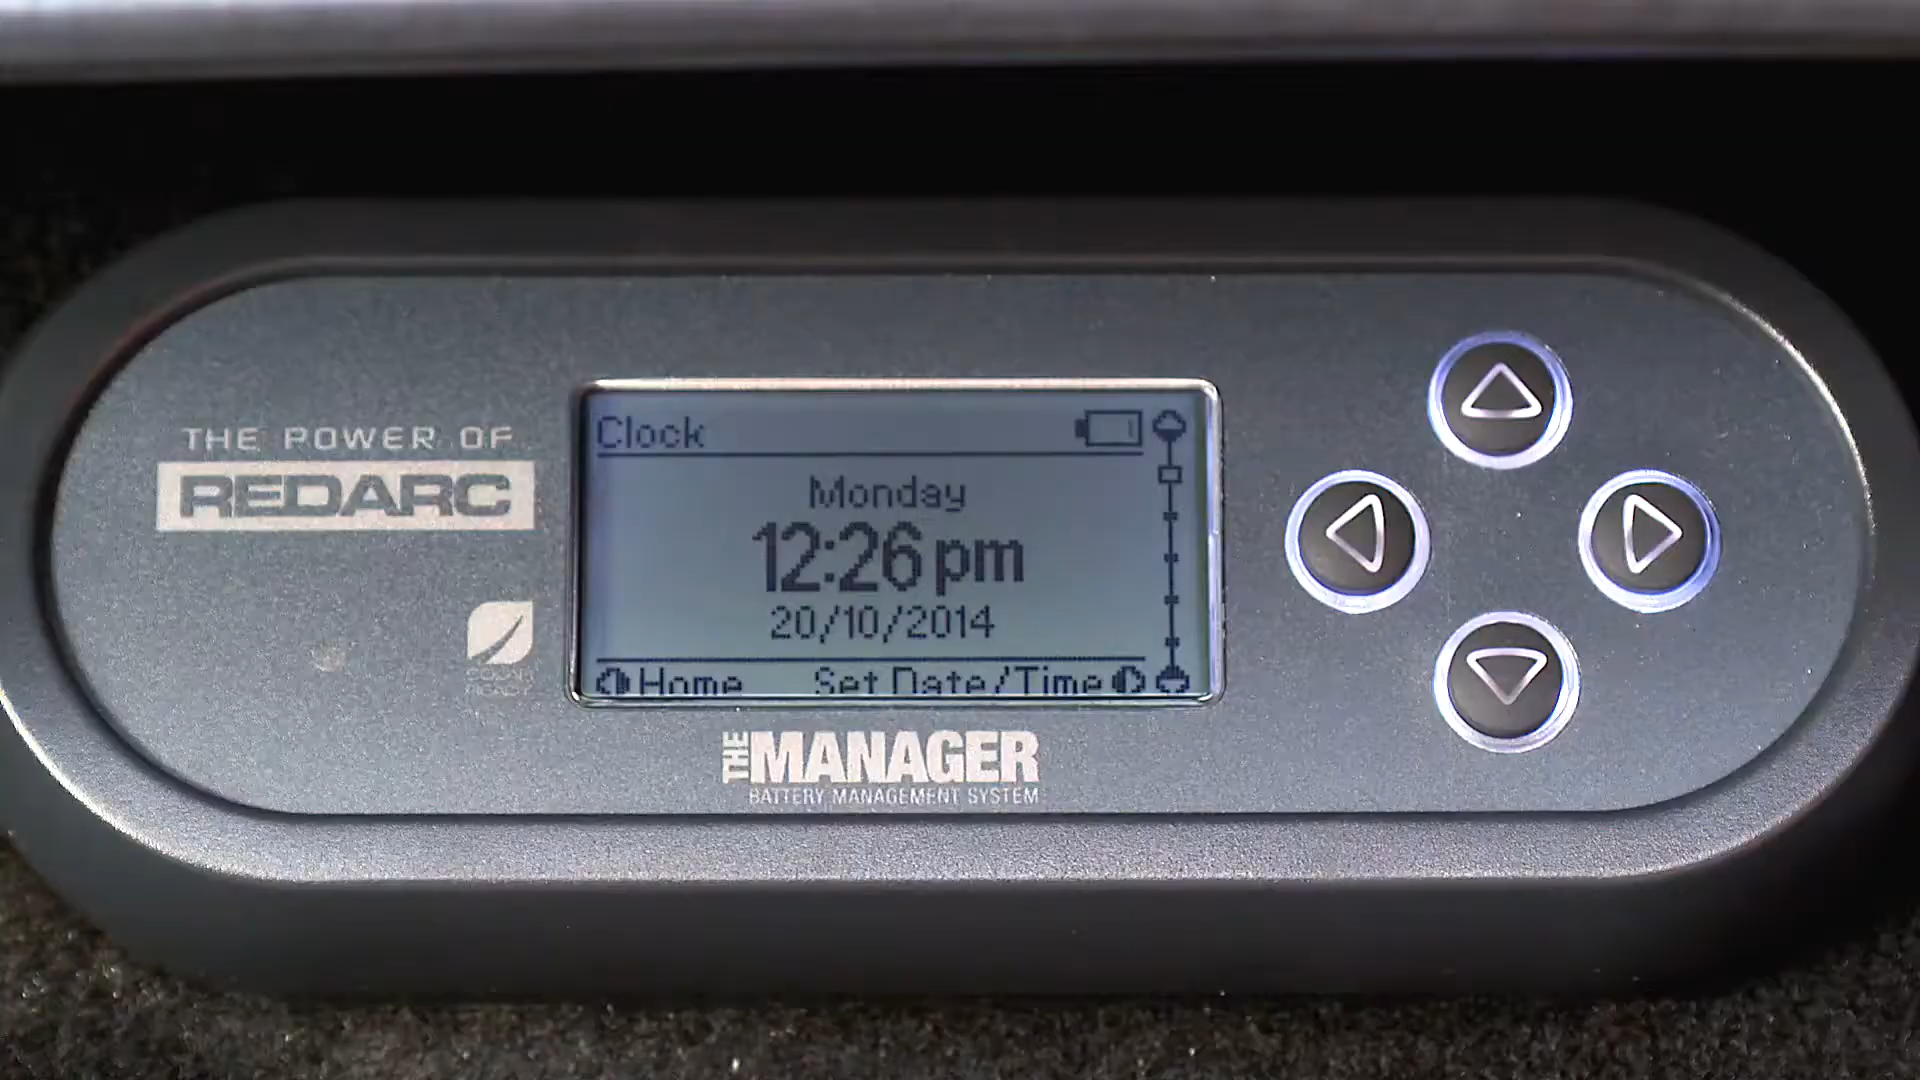 THE POWER OF
REDARC
Clock
Monday
12:26 pm
20/10/2014
Home Set Date/Time
THE MANAGER
BATTERY MANAGEMENT SYSTEM